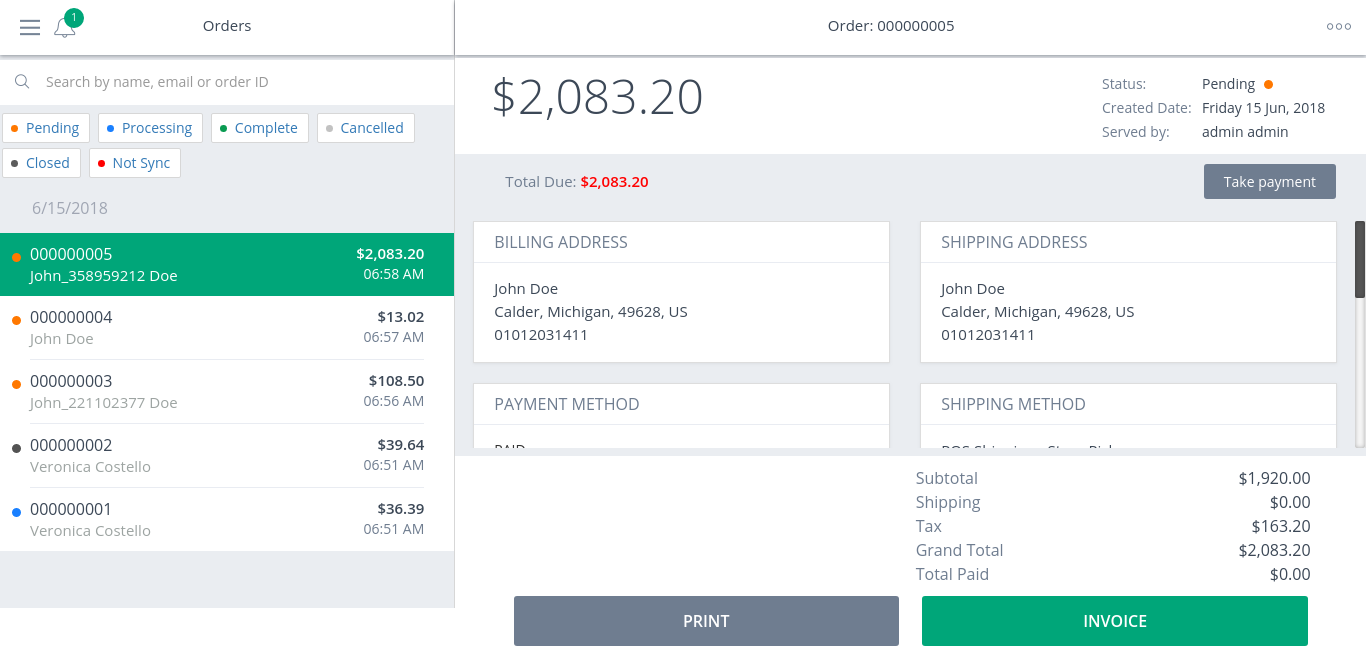 1
Orders
Search by name, email or order ID
Pending
Processing
Complete
Cancelled
Closed
Not Sync
6/15/2018
000000005 $2,083.20
John_358959212 Doe 06:58 AM
000000004 $13.02
John Doe 06:57 AM
000000003 $108.50
John_221102377 Doe 06:56 AM
000000002 $39.64
Veronica Costello 06:51 AM
000000001 $36.39
Veronica Costello 06:51 AM
Order: 000000005
$2,083.20
Status: Pending
Created Date: Friday 15 Jun, 2018
Served by: admin admin
Total Due: $2,083.20
Take payment
BILLING ADDRESS
John Doe
Calder, Michigan, 49628, US
01012031411
SHIPPING ADDRESS
John Doe
Calder, Michigan, 49628, US
01012031411
PAYMENT METHOD
PAID
SHIPPING METHOD
Subtotal $1,920.00
Shipping $0.00
Tax $163.20
Grand Total $2,083.20
Total Paid $0.00
PRINT
INVOICE